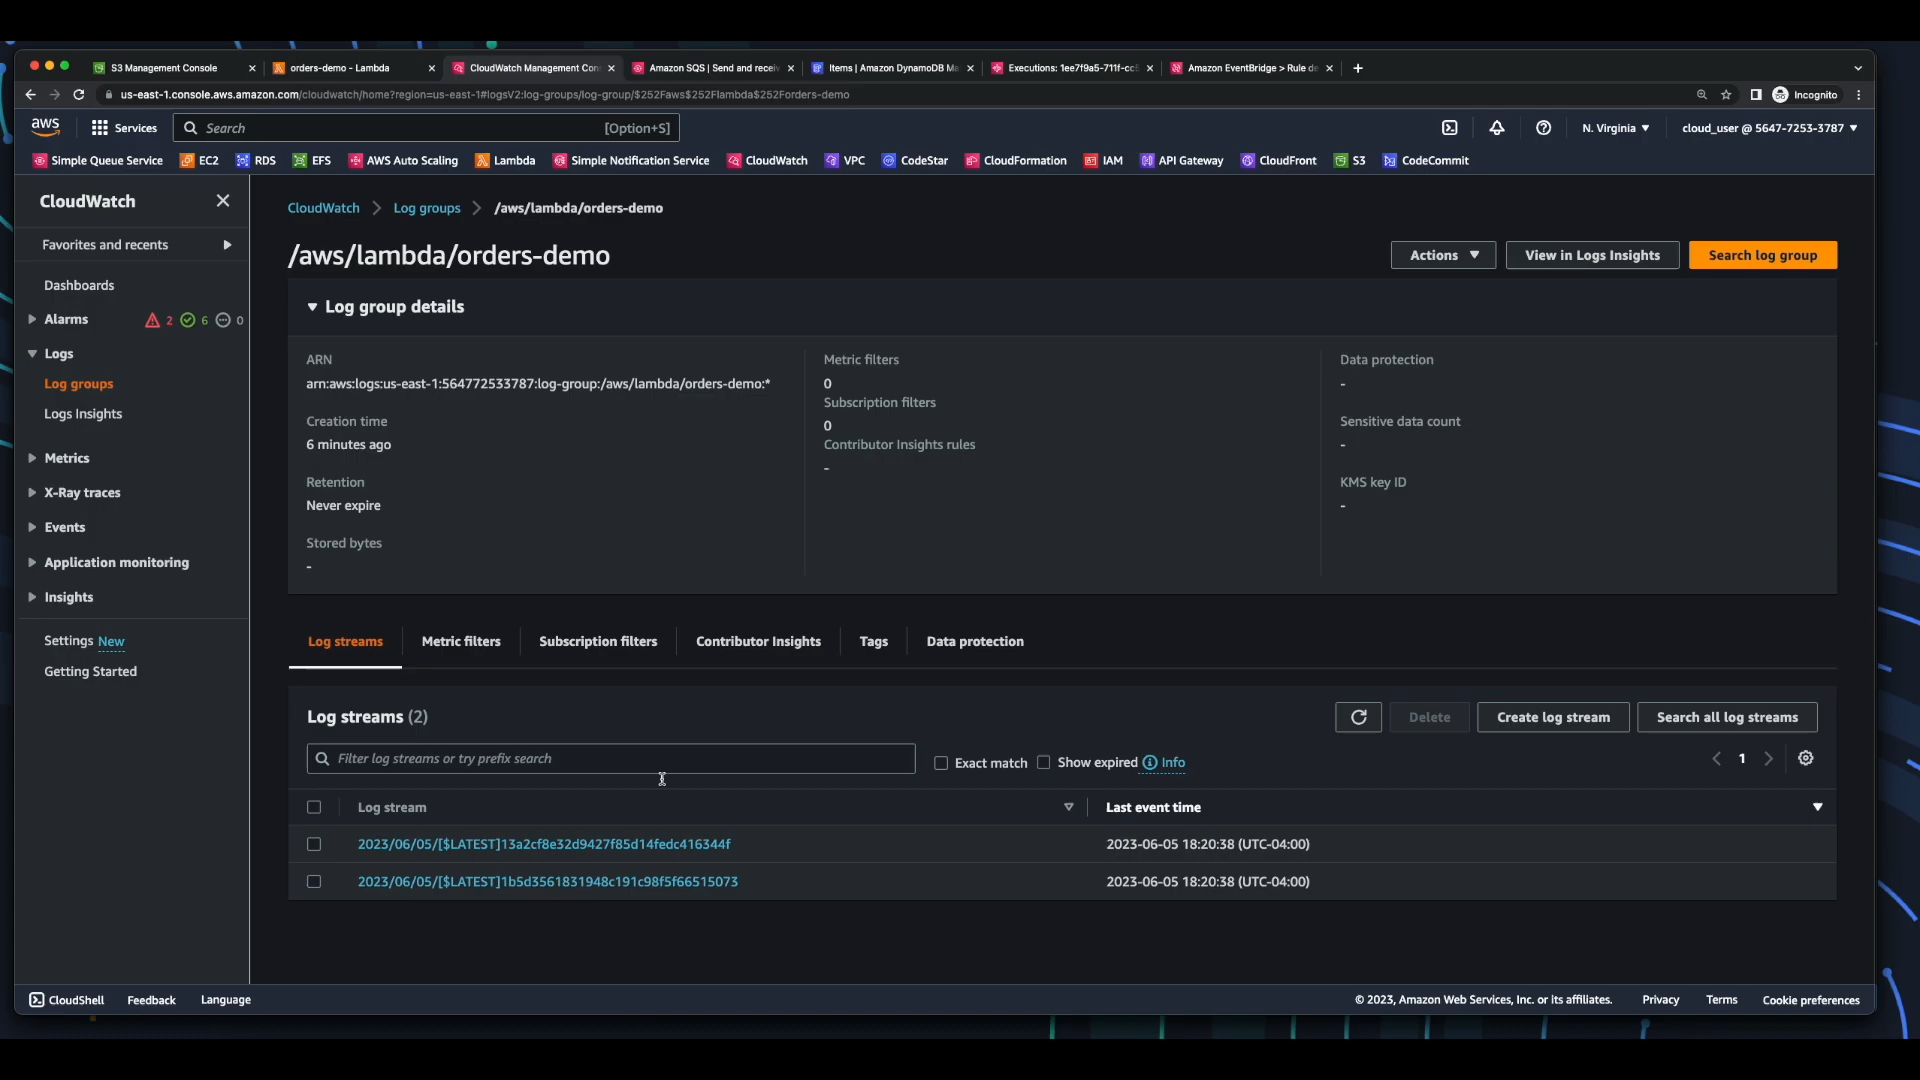 S3 Management Console
orders-demo - Lambda
CloudWatch Management Con
Amazon SQS | Send and receiv
Items | Amazon DynamoDB Ma
Executions: 1ee7f9a5-711f-cc5
Amazon EventBridge > Rule de
us-east-1.console.aws.amazon.com/cloudwatch/home?region=us-east-1#logsV2:log-groups/log-group/$252Faws$252Flambda$252Forders-demo
Incognito
aws
Services
Search
[Option+S]
N. Virginia
cloud_user @ 5647-7253-3787
Simple Queue Service
EC2
RDS
EFS
AWS Auto Scaling
Lambda
Simple Notification Service
CloudWatch
VPC
CodeStar
CloudFormation
IAM
API Gateway
CloudFront
S3
CodeCommit
CloudWatch
Favorites and recents
Dashboards
Alarms 2 6 0
Logs
Log groups
Logs Insights
Metrics
X-Ray traces
Events
Application monitoring
Insights
Settings New
Getting Started
CloudWatch > Log groups > /aws/lambda/orders-demo
/aws/lambda/orders-demo
Actions
View in Logs Insights
Search log group
Log group details
ARN
arn:aws:logs:us-east-1:564772533787:log-group:/aws/lambda/orders-demo:*
Creation time
6 minutes ago
Retention
Never expire
Stored bytes
-
Metric filters
0
Subscription filters
0
Contributor Insights rules
-
Data protection
-
Sensitive data count
-
KMS key ID
-
Log streams
Metric filters
Subscription filters
Contributor Insights
Tags
Data protection
Log streams (2)
Delete
Create log stream
Search all log streams
Filter log streams or try prefix search
Exact match
Show expired
Info
1
Log stream
Last event time
2023/06/05/[$LATEST]13a2cf8e32d9427f85d14fedc416344f
2023-06-05 18:20:38 (UTC-04:00)
2023/06/05/[$LATEST]1b5d3561831948c191c98f5f66515073
2023-06-05 18:20:38 (UTC-04:00)
CloudShell
Feedback
Language
© 2023, Amazon Web Services, Inc. or its affiliates.
Privacy
Terms
Cookie preferences